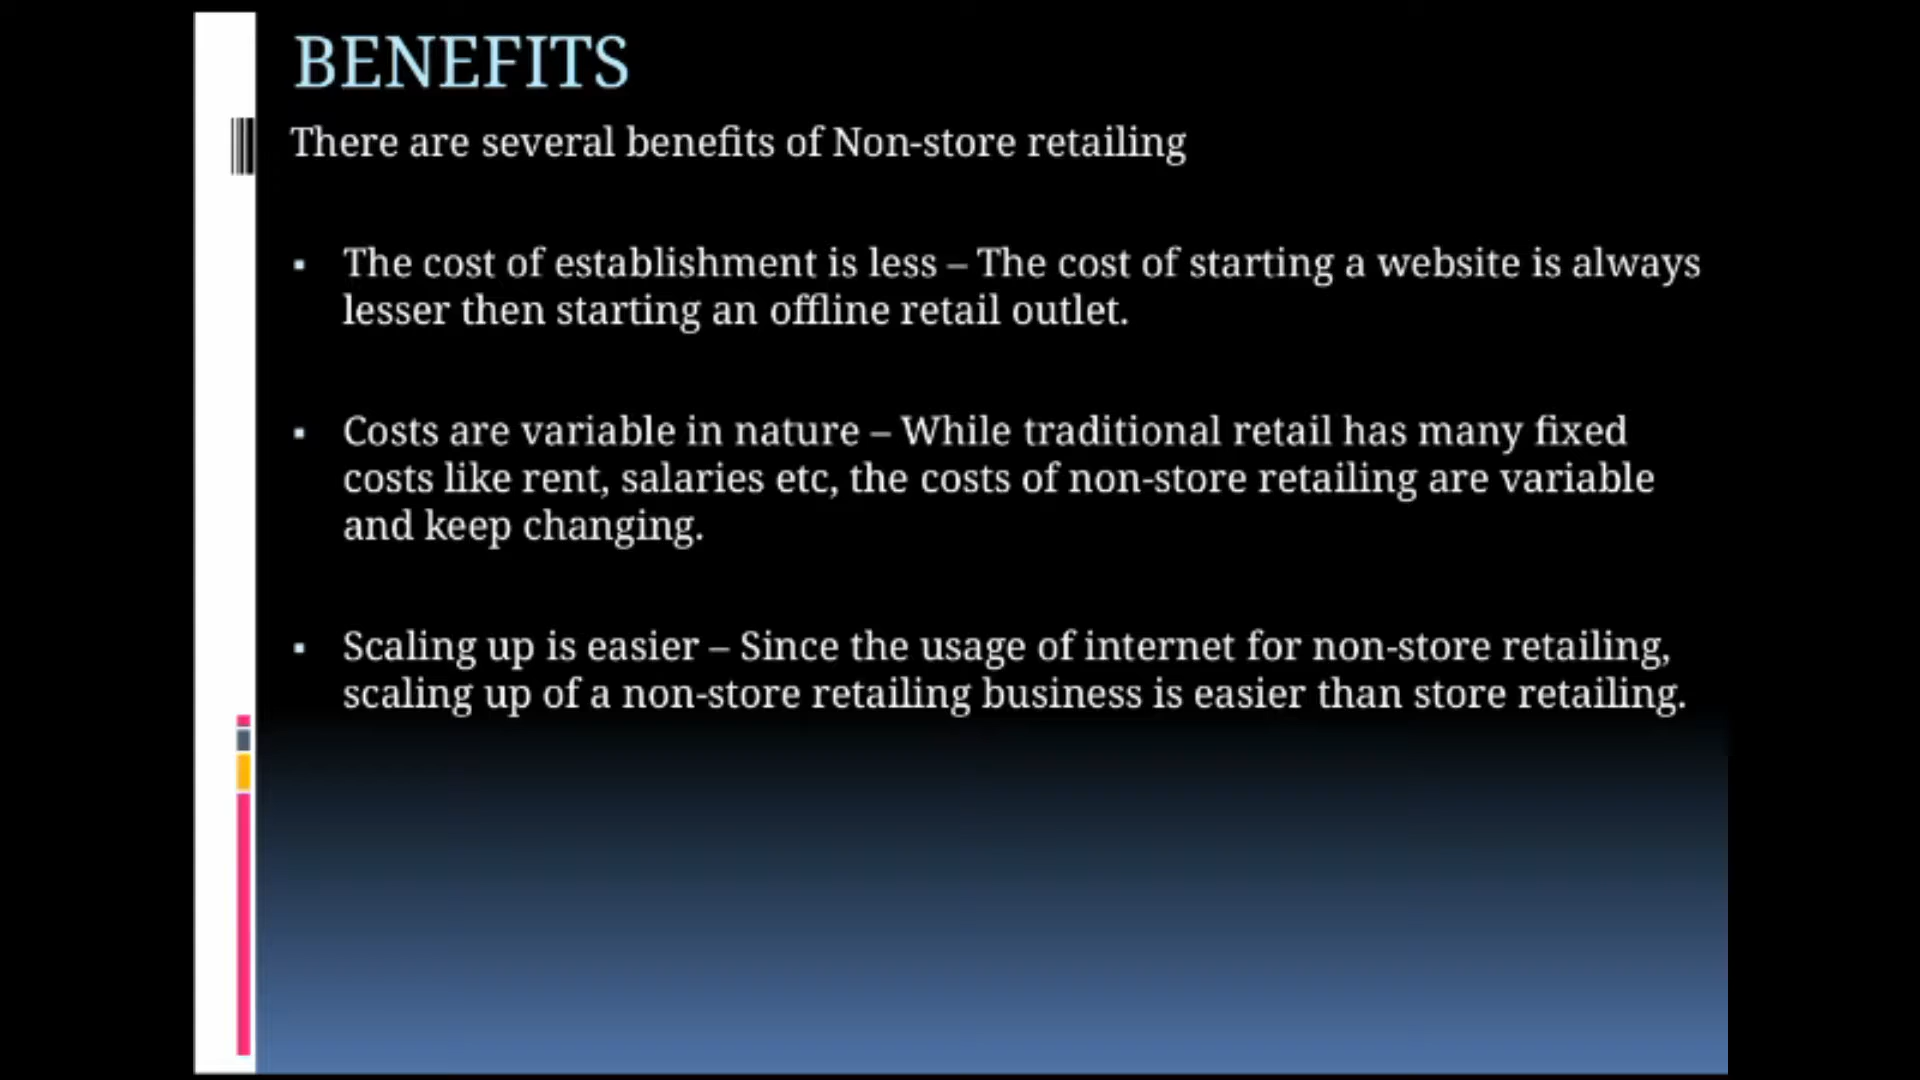 BENEFITS
There are several benefits of Non-store retailing
▪ The cost of establishment is less – The cost of starting a website is always
lesser then starting an offline retail outlet.
▪ Costs are variable in nature – While traditional retail has many fixed
costs like rent, salaries etc, the costs of non-store retailing are variable
and keep changing.
▪ Scaling up is easier – Since the usage of internet for non-store retailing,
scaling up of a non-store retailing business is easier than store retailing.